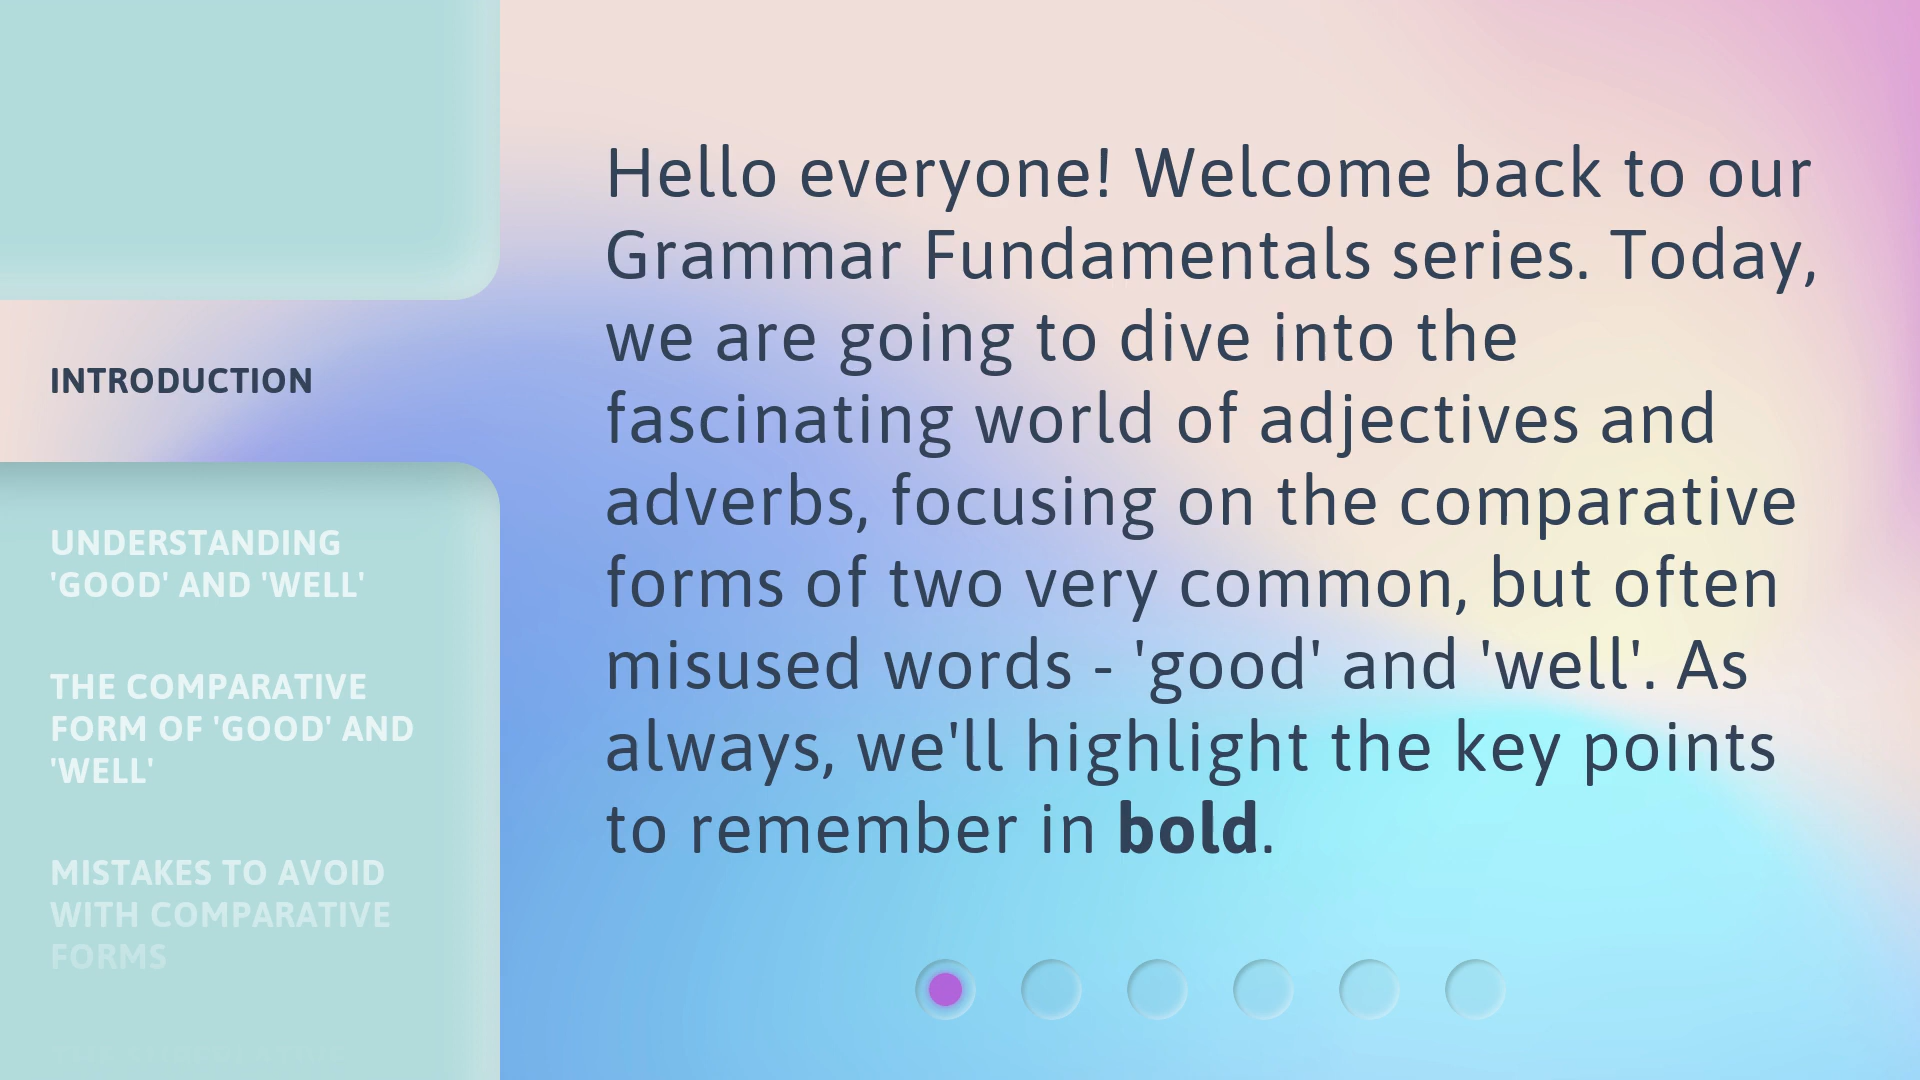 INTRODUCTION
UNDERSTANDING
'GOOD' AND 'WELL'
THE COMPARATIVE
FORM OF 'GOOD' AND
'WELL'
MISTAKES TO AVOID
WITH COMPARATIVE
FORMS
Hello everyone! Welcome back to our
Grammar Fundamentals series. Today,
we are going to dive into the
fascinating world of adjectives and
adverbs, focusing on the comparative
forms of two very common, but often
misused words - 'good' and 'well'. As
always, we'll highlight the key points
to remember in bold.